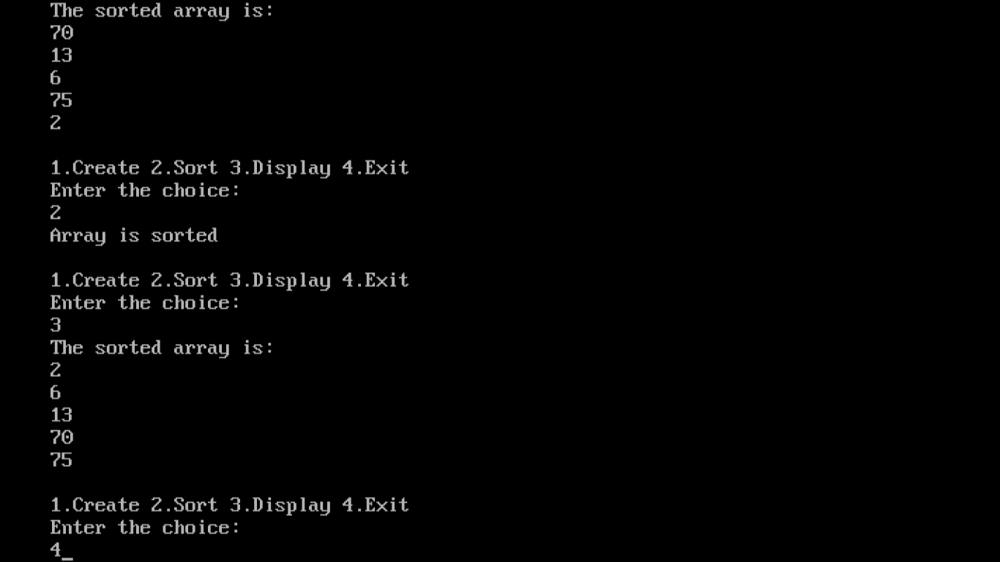 The sorted array is:
70
13
6
75
2
1.Create 2.Sort 3.Display 4.Exit
Enter the choice:
2
Array is sorted
1.Create 2.Sort 3.Display 4.Exit
Enter the choice:
3
The sorted array is:
2
6
13
70
75
1.Create 2.Sort 3.Display 4.Exit
Enter the choice:
4_